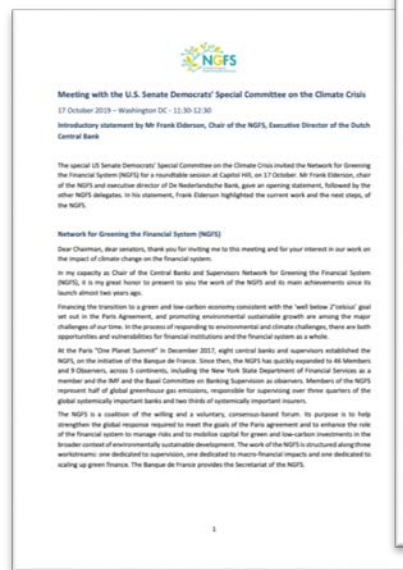 NGFS
Meeting with the U.S. Senate Democrats' Special Committee on the Climate Crisis
17 October 2019 – Washington DC - 11:30-12:30
Introductory statement by Mr Frank Elderson, Chair of the NGFS, Executive Director of the Dutch
Central Bank
The special US Senate Democrats' Special Committee on the Climate Crisis invited the Network for Greening
the Financial System (NGFS) for a roundtable session at Capitol Hill, on 17 October. Mr Frank Elderson, chair
of the NGFS and executive director of De Nederlandsche Bank, gave an opening statement, followed by the
other NGFS delegates. In his statement, Frank Elderson highlighted the current work and the next steps, of
the NGFS.
Network for Greening the Financial System (NGFS)
Dear Chairman, dear senators, thank you for inviting me to this meeting and for your interest in our work on
the impact of climate change on the financial system.
In my capacity as Chair of the Central Banks and Supervisors Network for Greening the Financial System
(NGFS), it is my great honor to present to you the work of the NGFS and its main achievements since its
launch almost two years ago.
Financing the transition to a green and low-carbon economy consistent with the 'well below 2°celsius' goal
set out in the Paris Agreement, and promoting environmental sustainable growth are among the major
challenges of our time. In the process of responding to environmental and climate challenges, there are both
opportunities and vulnerabilities for financial institutions and the financial system as a whole.
At the Paris "One Planet Summit" in December 2017, eight central banks and supervisors established the
NGFS, on the initiative of the Banque de France. Since then, the NGFS has quickly expanded to 46 Members
and 9 Observers, across 5 continents, including the New York State Department of Financial Services as a
member and the IMF and the Basel Committee on Banking Supervision as observers. Members of the NGFS
represent half of global greenhouse gas emissions, responsible for supervising over three quarters of the
global systemically important banks and two thirds of systemically important insurers.
The NGFS is a coalition of the willing and a voluntary, consensus-based forum. Its purpose is to help
strengthen the global response required to meet the goals of the Paris agreement and to enhance the role
of the financial system to manage risks and to mobilize capital for green and low-carbon investments in the
broader context of environmentally sustainable development. The work of the NGFS is structured along three
workstreams: one dedicated to supervision, one dedicated to macro-financial impacts and one dedicated to
scaling up green finance. The Banque de France provides the Secretariat of the NGFS.
1